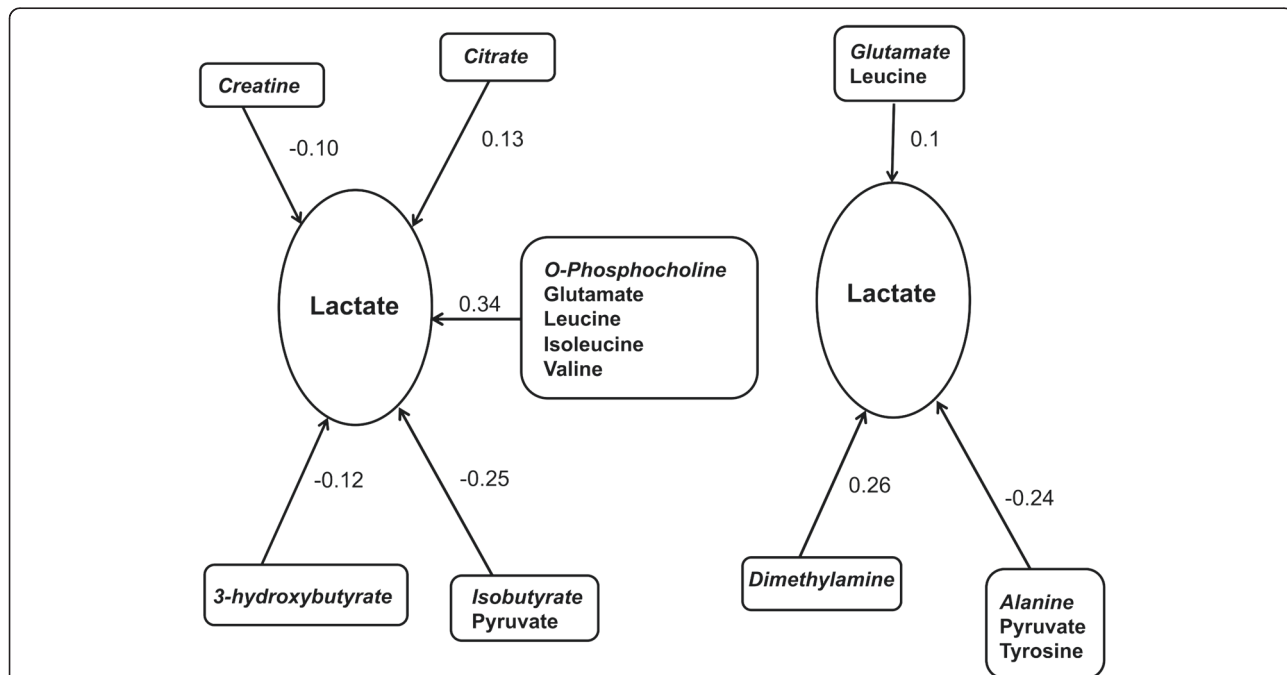 Creatine
Citrate
-0.10
0.13
Lactate
0.34
O-Phosphocholine
Glutamate
Leucine
Isoleucine
Valine
-0.12
-0.25
3-hydroxybutyrate
Isobutyrate
Pyruvate
Glutamate
Leucine
0.1
Lactate
0.26
-0.24
Dimethylamine
Alanine
Pyruvate
Tyrosine